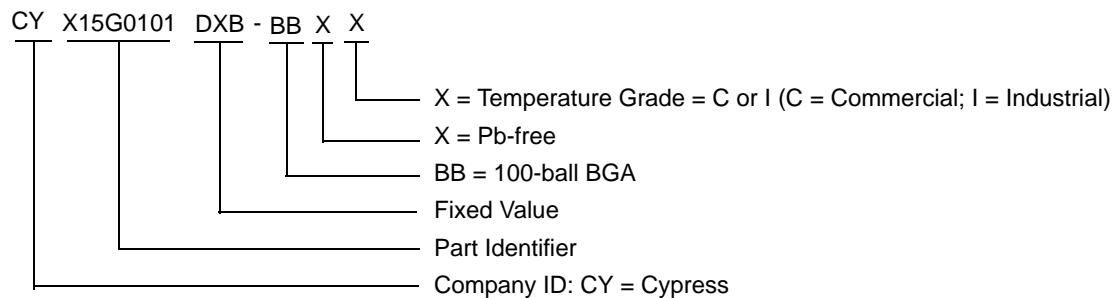 CY X15G0101 DXB - BB X X
X = Temperature Grade = C or I (C = Commercial; I = Industrial)
X = Pb-free
BB = 100-ball BGA
Fixed Value
Part Identifier
Company ID: CY = Cypress